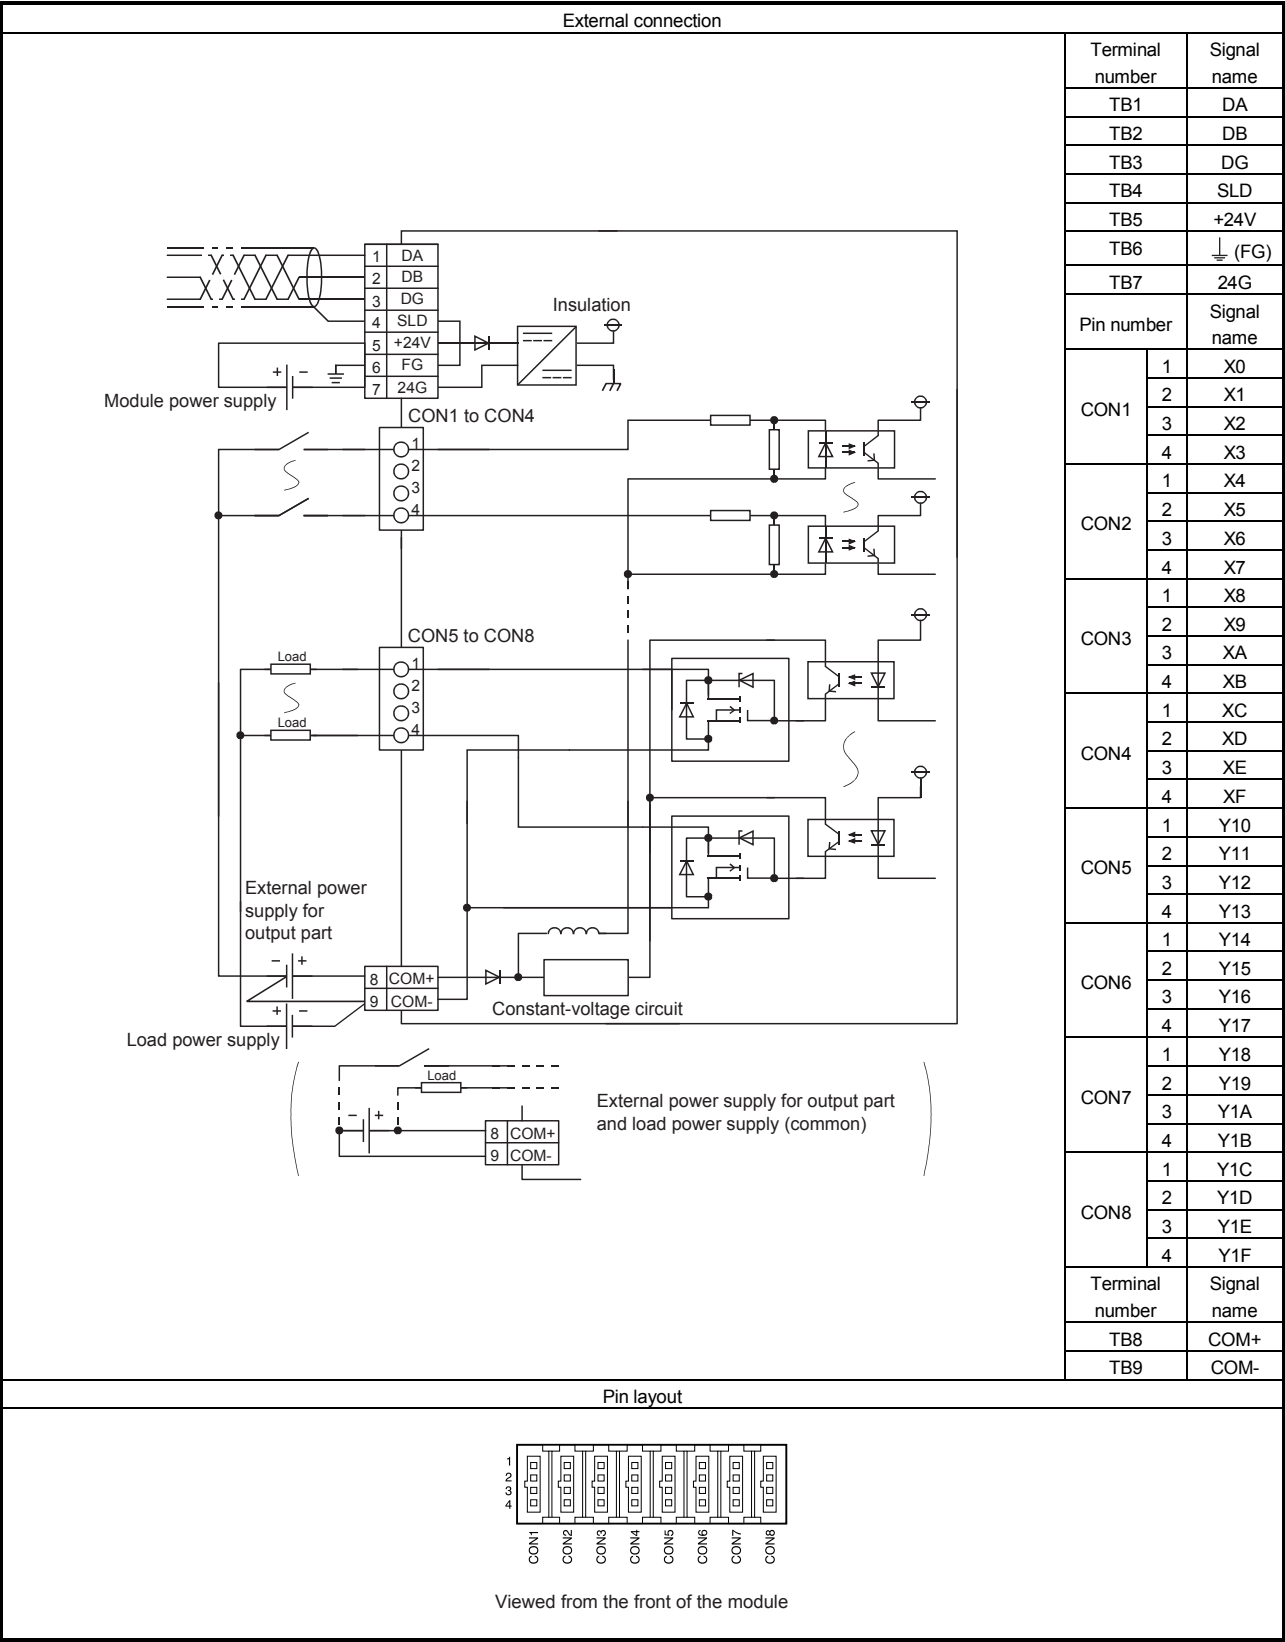 External connection
1 DA
2 DB
3 DG
4 SLD
5 +24V
6 FG
7 24G
Insulation
+ −
Module power supply
CON1 to CON4
1
2
3
4
CON5 to CON8
Load
1
2
3
Load
4
External power
supply for
output part
− +
8 COM+
9 COM-
Constant-voltage circuit
+ −
Load power supply
Load
− +
8 COM+
9 COM-
External power supply for output part
and load power supply (common)
Terminal number Signal name
TB1 DA
TB2 DB
TB3 DG
TB4 SLD
TB5 +24V
TB6 (FG)
TB7 24G
Pin number Signal name
CON1 1 X0
2 X1
3 X2
4 X3
CON2 1 X4
2 X5
3 X6
4 X7
CON3 1 X8
2 X9
3 XA
4 XB
CON4 1 XC
2 XD
3 XE
4 XF
CON5 1 Y10
2 Y11
3 Y12
4 Y13
CON6 1 Y14
2 Y15
3 Y16
4 Y17
CON7 1 Y18
2 Y19
3 Y1A
4 Y1B
CON8 1 Y1C
2 Y1D
3 Y1E
4 Y1F
Terminal number Signal name
TB8 COM+
TB9 COM-
Pin layout
1
2
3
4
CON1 CON2 CON3 CON4 CON5 CON6 CON7 CON8
Viewed from the front of the module